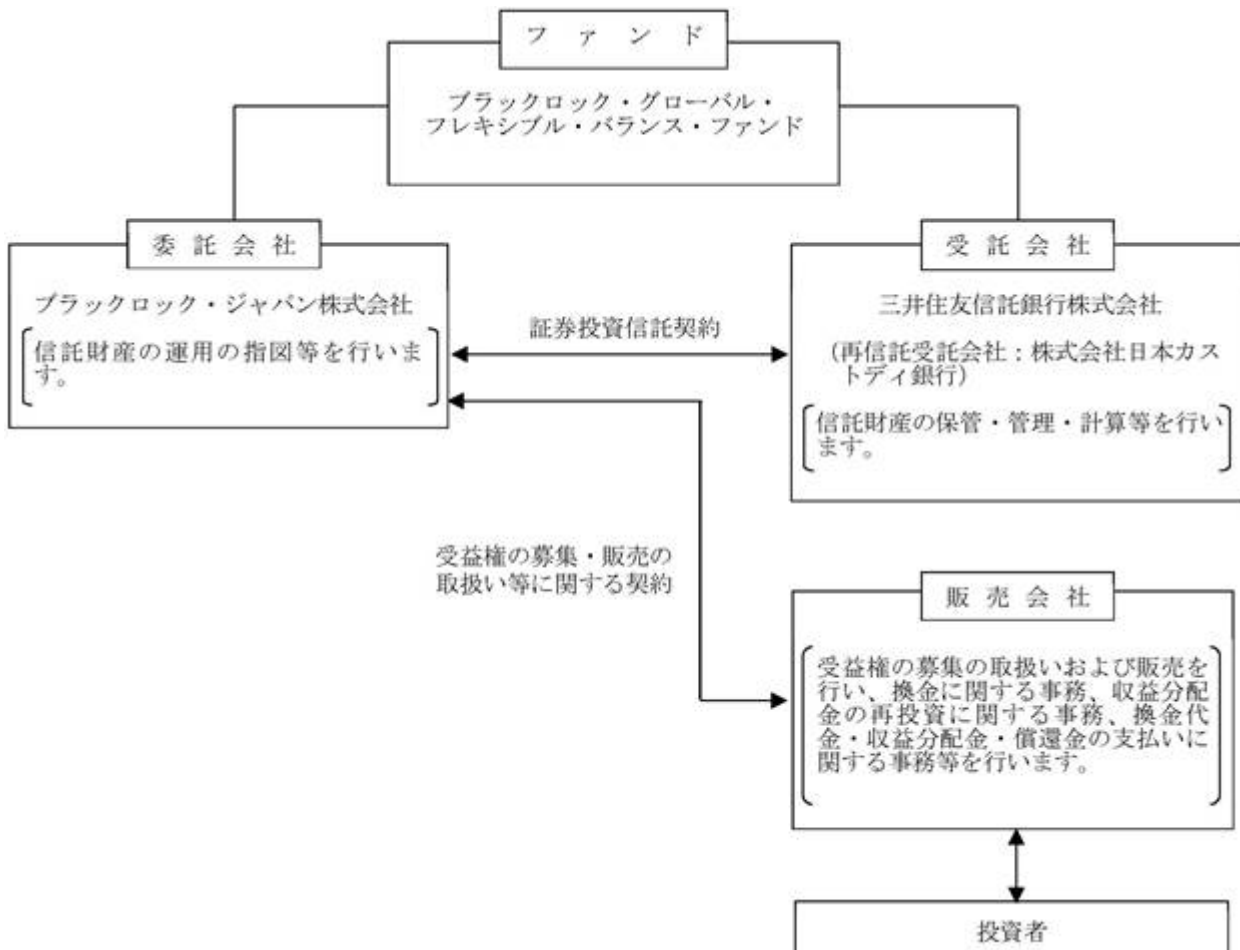 ファンド
ブラックロック・グローバル・
フレキシブル・バランス・ファンド
委託会社
ブラックロック・ジャパン株式会社
信託財産の運用の指図等を行いま
す。
証券投資信託契約
受託会社
三井住友信託銀行株式会社
(再信託受託会社:株式会社日本カス
トディ銀行)
信託財産の保管・管理・計算等を行い
ます。
受益権の募集・販売の
取扱い等に関する契約
販売会社
受益権の募集の取扱いおよび販売を
行い、換金に関する事務、収益分配
金の再投資に関する事務、換金代
金・収益分配金・償還金の支払いに
関する事務等を行います。
投資者